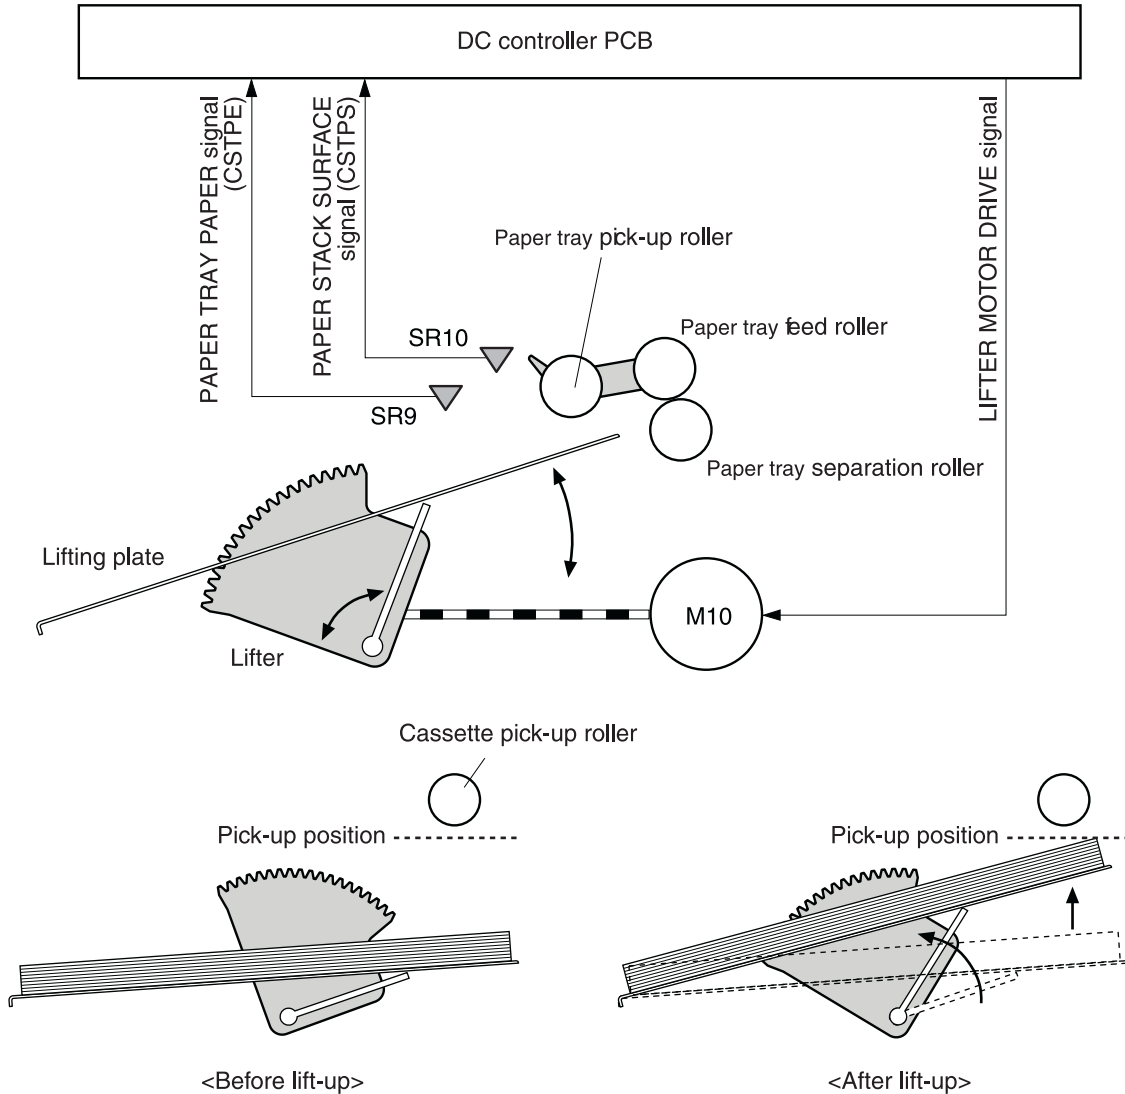 DC controller PCB
PAPER TRAY PAPER signal
(CSTPE)
PAPER STACK SURFACE
signal (CSTPS)
LIFTER MOTOR DRIVE signal
Paper tray pick-up roller
SR10
Paper tray feed roller
SR9
Paper tray separation roller
Lifting plate
M10
Lifter
Cassette pick-up roller
Pick-up position
Pick-up position
<Before lift-up>
<After lift-up>